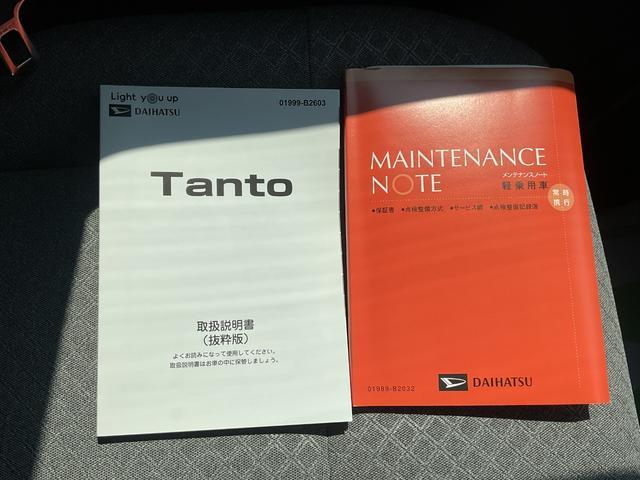 Light you up
DAIHATSU
01999-B2603
Tanto
取扱説明書
（抜粋版）
よくお読みになって使用してください。
取扱説明書はお車の中に保管しましょう。
MAINTENANCE
NOTE
メンテナンスノート
軽乗用車
常時
携行
●保証書 ●点検整備方式 ●サービス網 ●点検整備記録簿
01989-B2032
DAIHATSU